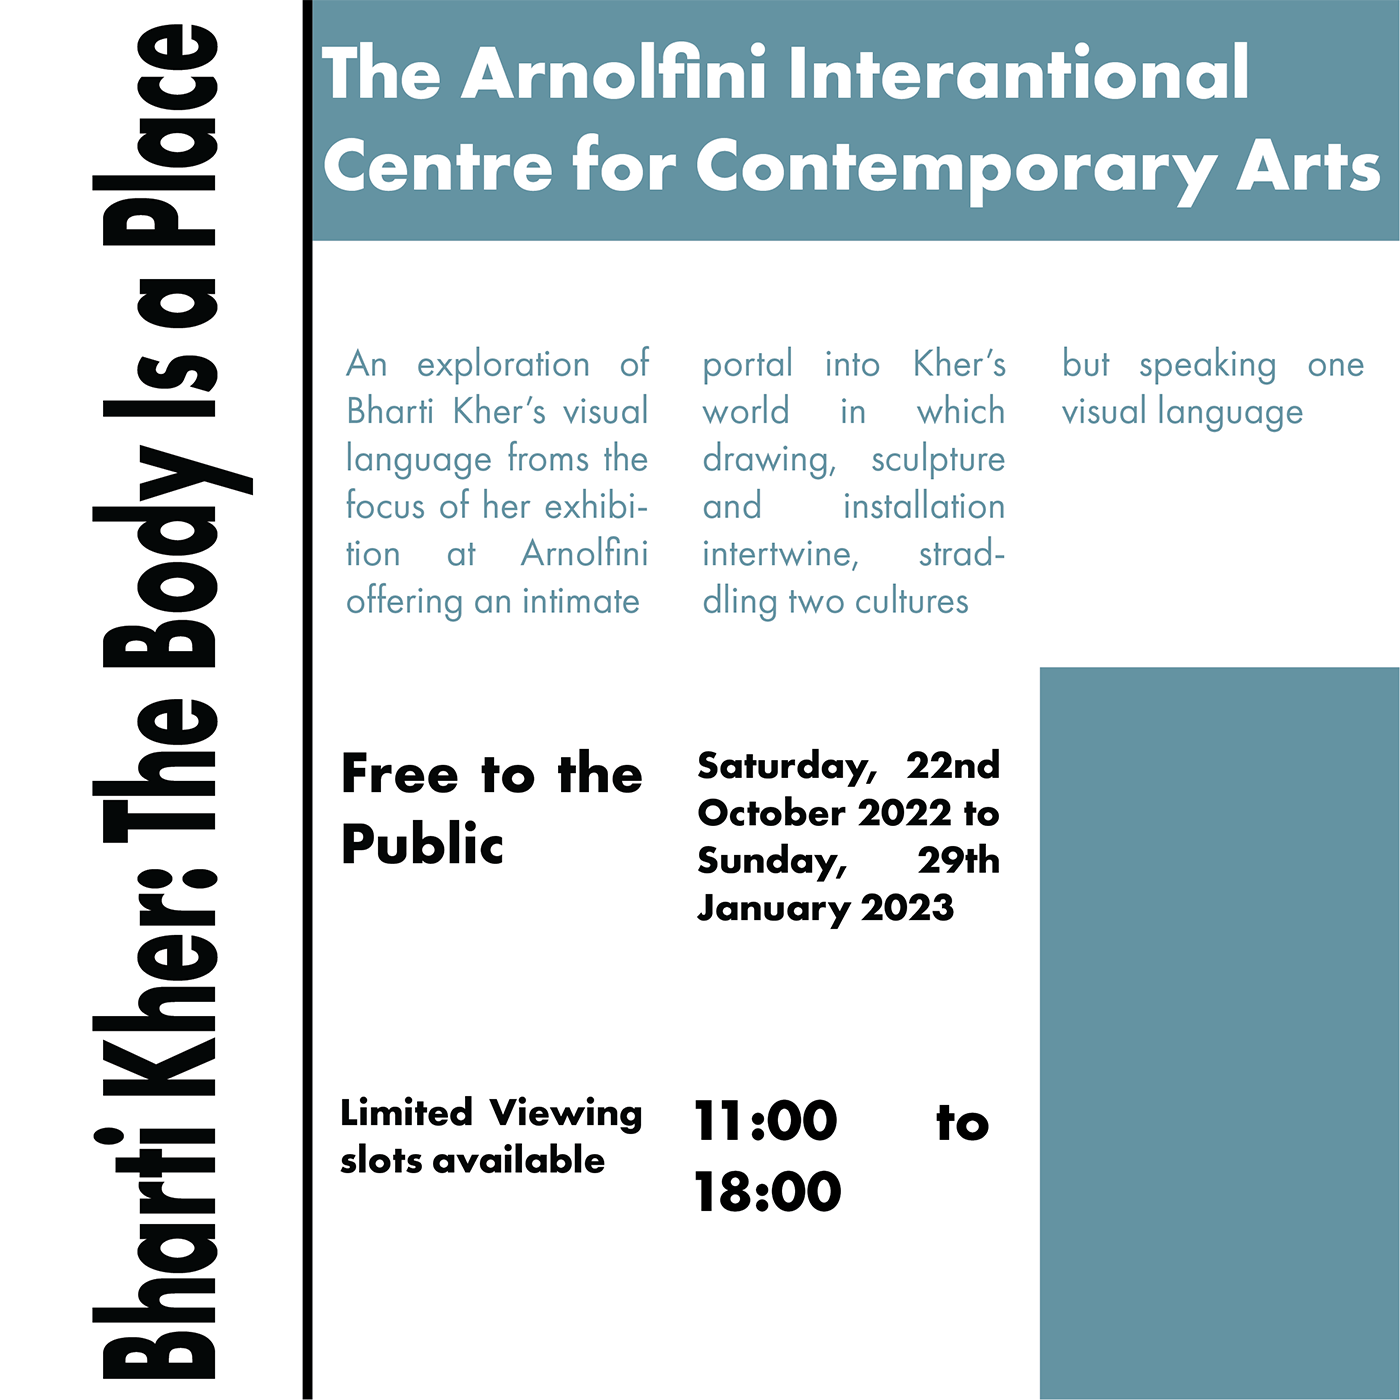 Bharti Kher: The Body Is a Place
The Arnolfini Interantional
Centre for Contemporary Arts
An exploration of
Bharti Kher’s visual
language froms the
focus of her exhibi-
tion at Arnolfini
offering an intimate
portal into Kher’s
world in which
drawing, sculpture
and installation
intertwine, strad-
dling two cultures
but speaking one
visual language
Free to the
Public
Saturday, 22nd
October 2022 to
Sunday, 29th
January 2023
Limited Viewing
slots available
11:00 to
18:00